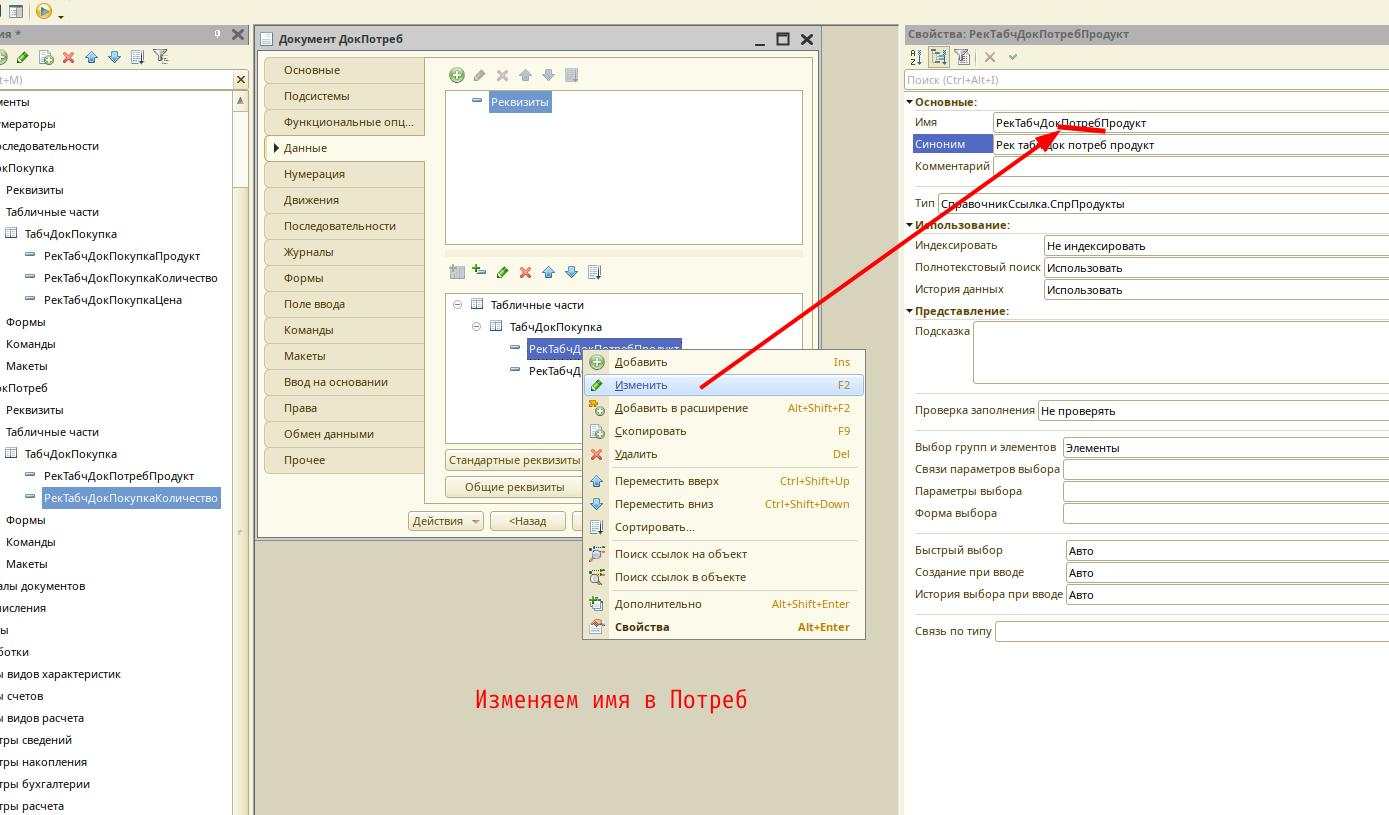 ия *
Документ ДокПотреб
Свойства: РекТабчДокПотребПродукт
t+M)
Поиск (Ctrl+Alt+I)
менты
умераторы
оследовательности
окПокупка
Реквизиты
Табличные части
ТабчДокПокупка
РекТабчДокПокупкаПродукт
РекТабчДокПокупкаКоличество
РекТабчДокПокупкаЦена
Формы
Команды
Макеты
окПотреб
Реквизиты
Табличные части
ТабчДокПокупка
РекТабчДокПотребПродукт
РекТабчДокПокупкаКоличество
Формы
Команды
Макеты
алы документов
числения
ы
ботки
ы видов характеристик
ы счетов
ы видов расчета
тры сведений
тры накопления
тры бухгалтерии
тры расчета
Основные
Подсистемы
Функциональные опц...
Данные
Нумерация
Движения
Последовательности
Журналы
Формы
Поле ввода
Команды
Макеты
Ввод на основании
Права
Обмен данными
Прочее
Реквизиты
Табличные части
ТабчДокПокупка
РекТабчДокПотребПродукт
РекТабчД
Стандартные реквизиты
Общие реквизиты
Действия
<Назад
Добавить Ins
Изменить F2
Добавить в расширение Alt+Shift+F2
Скопировать F9
Удалить Del
Переместить вверх Ctrl+Shift+Up
Переместить вниз Ctrl+Shift+Down
Сортировать...
Поиск ссылок на объект
Поиск ссылок в объекте
Дополнительно Alt+Shift+Enter
Свойства Alt+Enter
Изменяем имя в Потреб
Основные:
Имя РекТабчДокПотребПродукт
Синоним Рек табч док потреб продукт
Комментарий
Тип СправочникСсылка.СпрПродукты
Использование:
Индексировать Не индексировать
Полнотекстовый поиск Использовать
История данных Использовать
Представление:
Подсказка
Проверка заполнения Не проверять
Выбор групп и элементов Элементы
Связи параметров выбора
Параметры выбора
Форма выбора
Быстрый выбор Авто
Создание при вводе Авто
История выбора при вводе Авто
Связь по типу